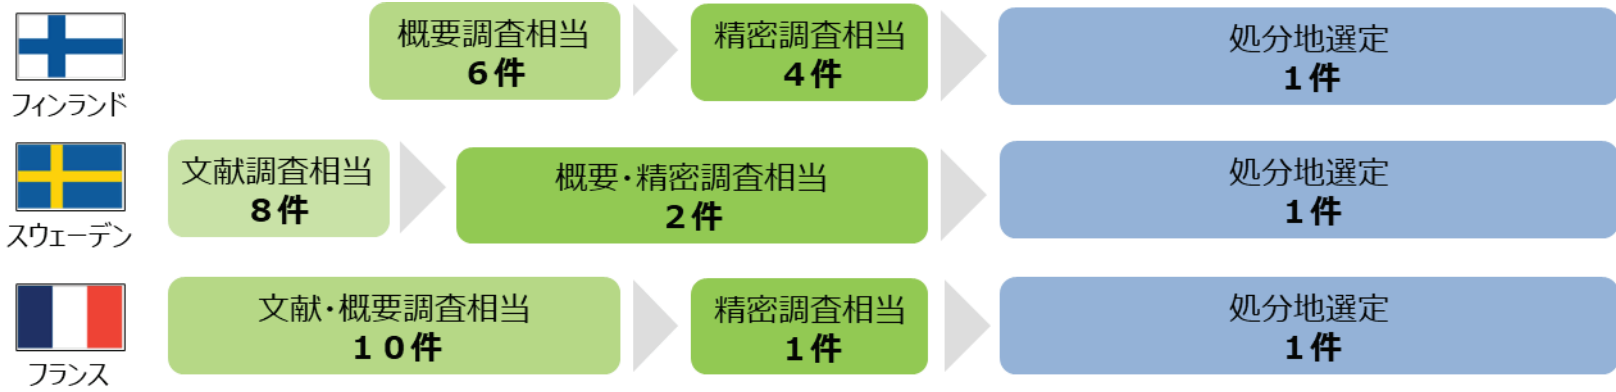 フィンランド
概要調査相当
6件
精密調査相当
4件
処分地選定
1件
スウェーデン
文献調査相当
8件
概要・精密調査相当
2件
処分地選定
1件
フランス
文献・概要調査相当
10件
精密調査相当
1件
処分地選定
1件